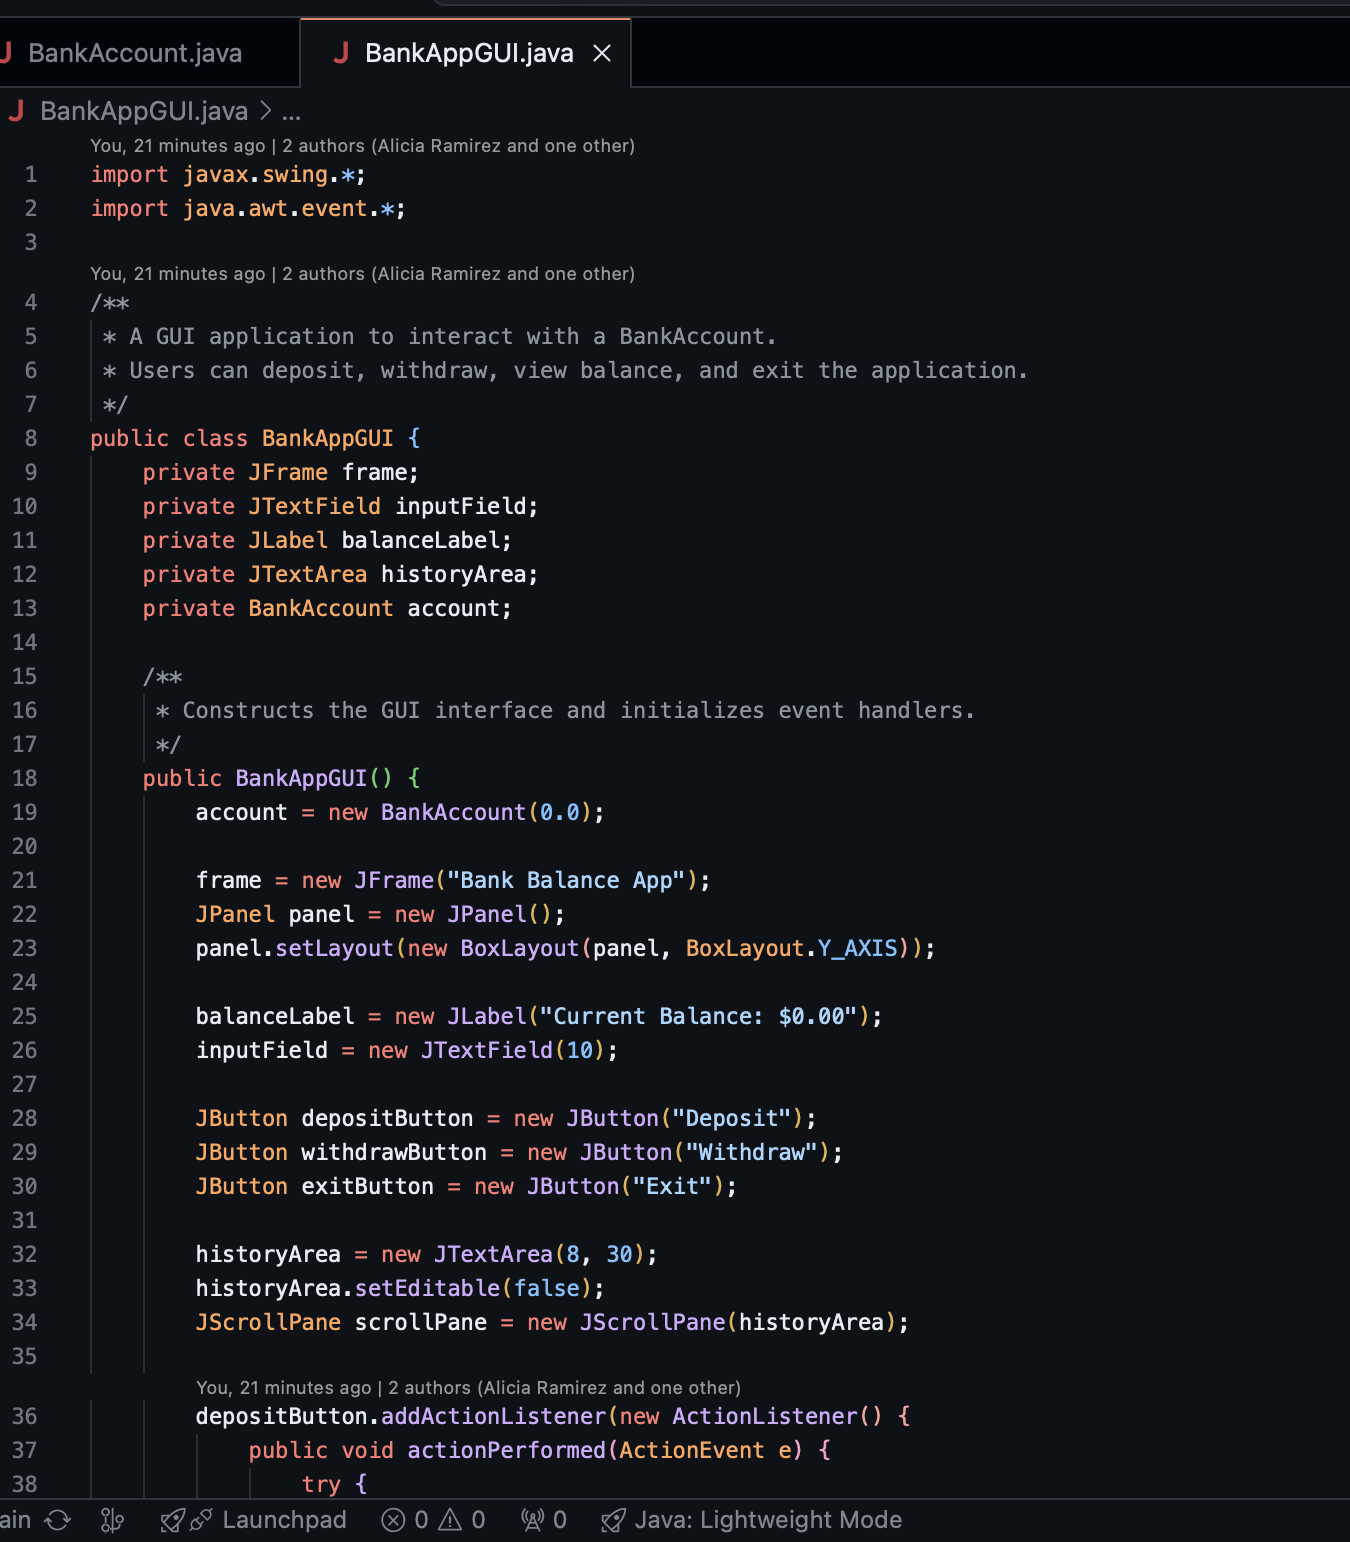 BankAccount.java
BankAppGUI.java
BankAppGUI.java > ...
You, 21 minutes ago | 2 authors (Alicia Ramirez and one other)
1 import javax.swing.*;
2 import java.awt.event.*;
3
You, 21 minutes ago | 2 authors (Alicia Ramirez and one other)
4 /**
5  * A GUI application to interact with a BankAccount.
6  * Users can deposit, withdraw, view balance, and exit the application.
7  */
8 public class BankAppGUI {
9     private JFrame frame;
10     private JTextField inputField;
11     private JLabel balanceLabel;
12     private JTextArea historyArea;
13     private BankAccount account;
14
15     /**
16      * Constructs the GUI interface and initializes event handlers.
17      */
18     public BankAppGUI() {
19         account = new BankAccount(0.0);
20
21         frame = new JFrame("Bank Balance App");
22         JPanel panel = new JPanel();
23         panel.setLayout(new BoxLayout(panel, BoxLayout.Y_AXIS));
24
25         balanceLabel = new JLabel("Current Balance: $0.00");
26         inputField = new JTextField(10);
27
28         JButton depositButton = new JButton("Deposit");
29         JButton withdrawButton = new JButton("Withdraw");
30         JButton exitButton = new JButton("Exit");
31
32         historyArea = new JTextArea(8, 30);
33         historyArea.setEditable(false);
34         JScrollPane scrollPane = new JScrollPane(historyArea);
35
You, 21 minutes ago | 2 authors (Alicia Ramirez and one other)
36         depositButton.addActionListener(new ActionListener() {
37             public void actionPerformed(ActionEvent e) {
38                 try {
ain Launchpad 0 0 0 Java: Lightweight Mode